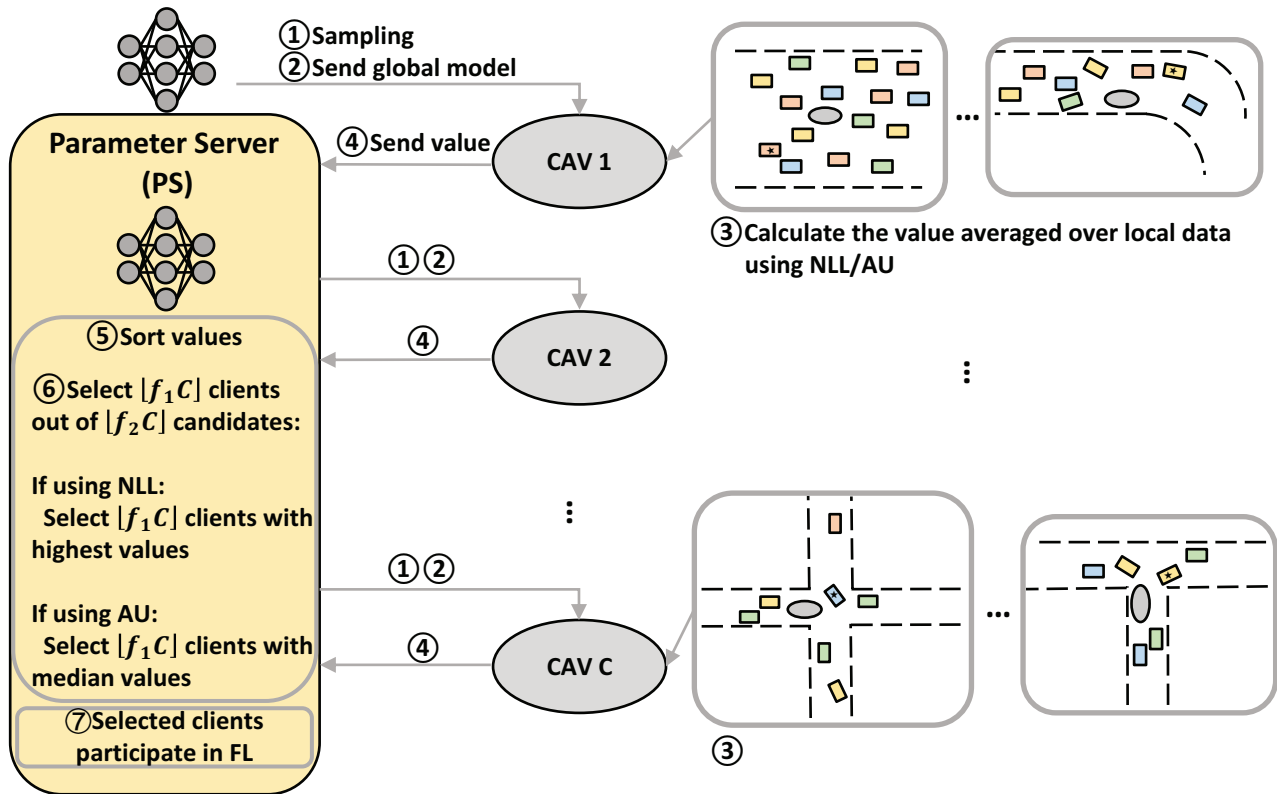 ①Sampling
②Send global model
Parameter Server
(PS)
④Send value
CAV 1
...
③Calculate the value averaged over local data
using NLL/AU
①②
④
CAV 2
⋮
⑤Sort values
⑥Select ⌊f₁C⌋ clients
out of ⌊f₂C⌋ candidates:
If using NLL:
Select ⌊f₁C⌋ clients with
highest values
If using AU:
Select ⌊f₁C⌋ clients with
median values
⑦Selected clients
participate in FL
⋮
①②
④
CAV C
...
③